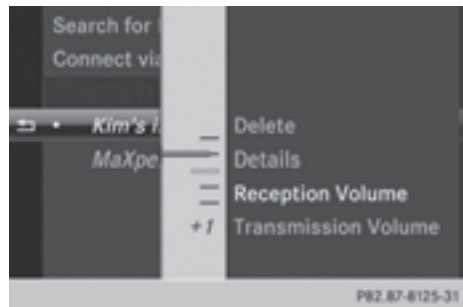 Search for
Connect via
Kim's
MaXpe
Delete
Details
Reception Volume
+1 Transmission Volume
P82.87-8125-31